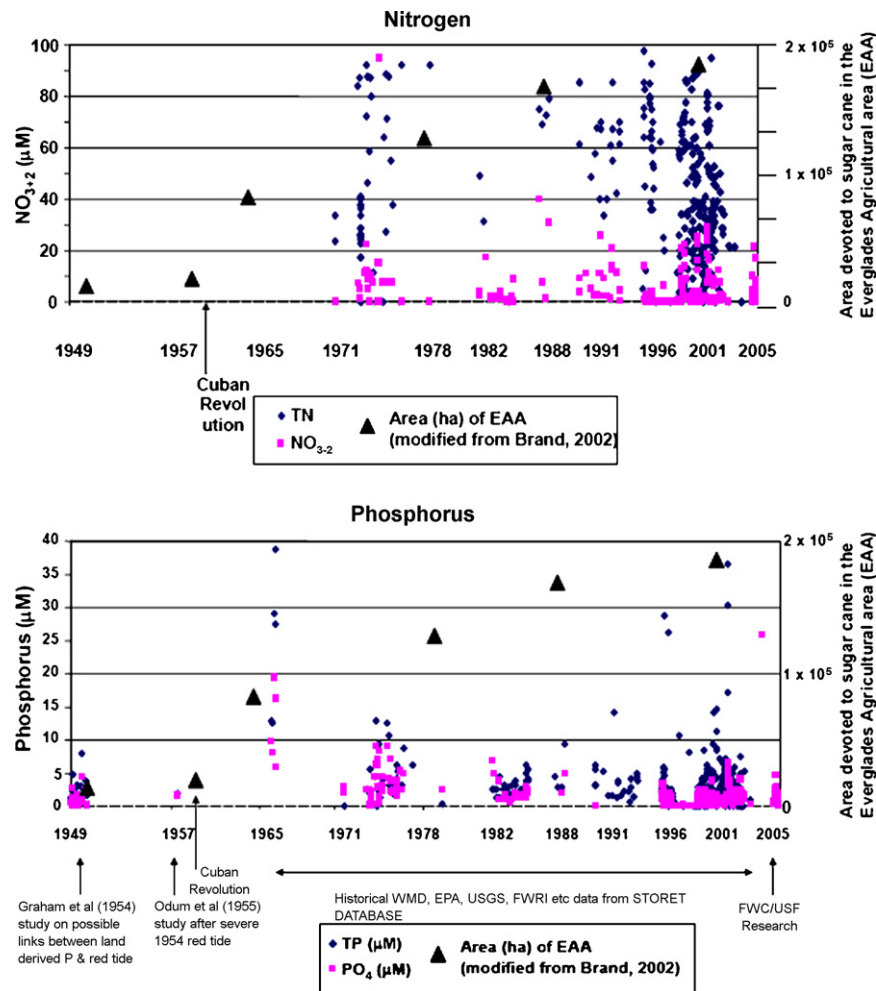 Nitrogen
100
80
60
40
20
0
NO3+2 (µM)
2 x 10^5
1 x 10^5
0
Area devoted to sugar cane in the
Everglades Agricultural area (EAA)
1949 1957 1965 1971 1978 1982 1988 1991 1996 2001 2005
Cuban
Revol
ution
TN
NO3-2
Area (ha) of EAA
(modified from Brand, 2002)
Phosphorus
40
35
30
25
20
15
10
5
0
Phosphorus (µM)
2 x 10^5
1 x 10^5
0
Area devoted to sugar cane in the
Everglades Agricultural area (EAA)
1949 1957 1965 1971 1978 1982 1988 1991 1996 2001 2005
Cuban
Revolution
Graham et al (1954)
study on possible
links between land
derived P & red tide
Odum et al (1955)
study after severe
1954 red tide
Historical WMD, EPA, USGS, FWRI etc data from STORET
DATABASE
FWC/USF
Research
TP (µM)
PO4 (µM)
Area (ha) of EAA
(modified from Brand, 2002)